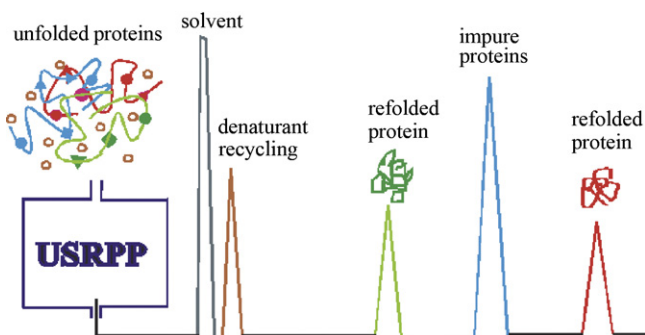 unfolded proteins
solvent
denaturant
recycling
refolded
protein
impure
proteins
refolded
protein
USRPP